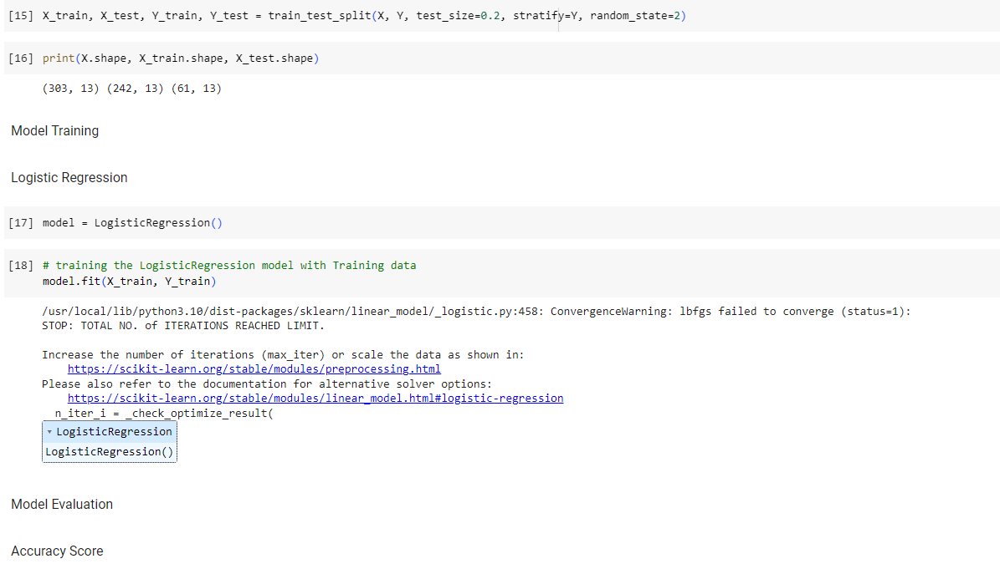 [15] X_train, X_test, Y_train, Y_test = train_test_split(X, Y, test_size=0.2, stratify=Y, random_state=2)
[16] print(X.shape, X_train.shape, X_test.shape)
(303, 13) (242, 13) (61, 13)
Model Training
Logistic Regression
[17] model = LogisticRegression()
[18] # training the LogisticRegression model with Training data
model.fit(X_train, Y_train)
/usr/local/lib/python3.10/dist-packages/sklearn/linear_model/_logistic.py:458: ConvergenceWarning: lbfgs failed to converge (status=1):
STOP: TOTAL NO. of ITERATIONS REACHED LIMIT.
Increase the number of iterations (max_iter) or scale the data as shown in:
https://scikit-learn.org/stable/modules/preprocessing.html
Please also refer to the documentation for alternative solver options:
https://scikit-learn.org/stable/modules/linear_model.html#logistic-regression
n_iter_i = _check_optimize_result(
▾ LogisticRegression
LogisticRegression()
Model Evaluation
Accuracy Score